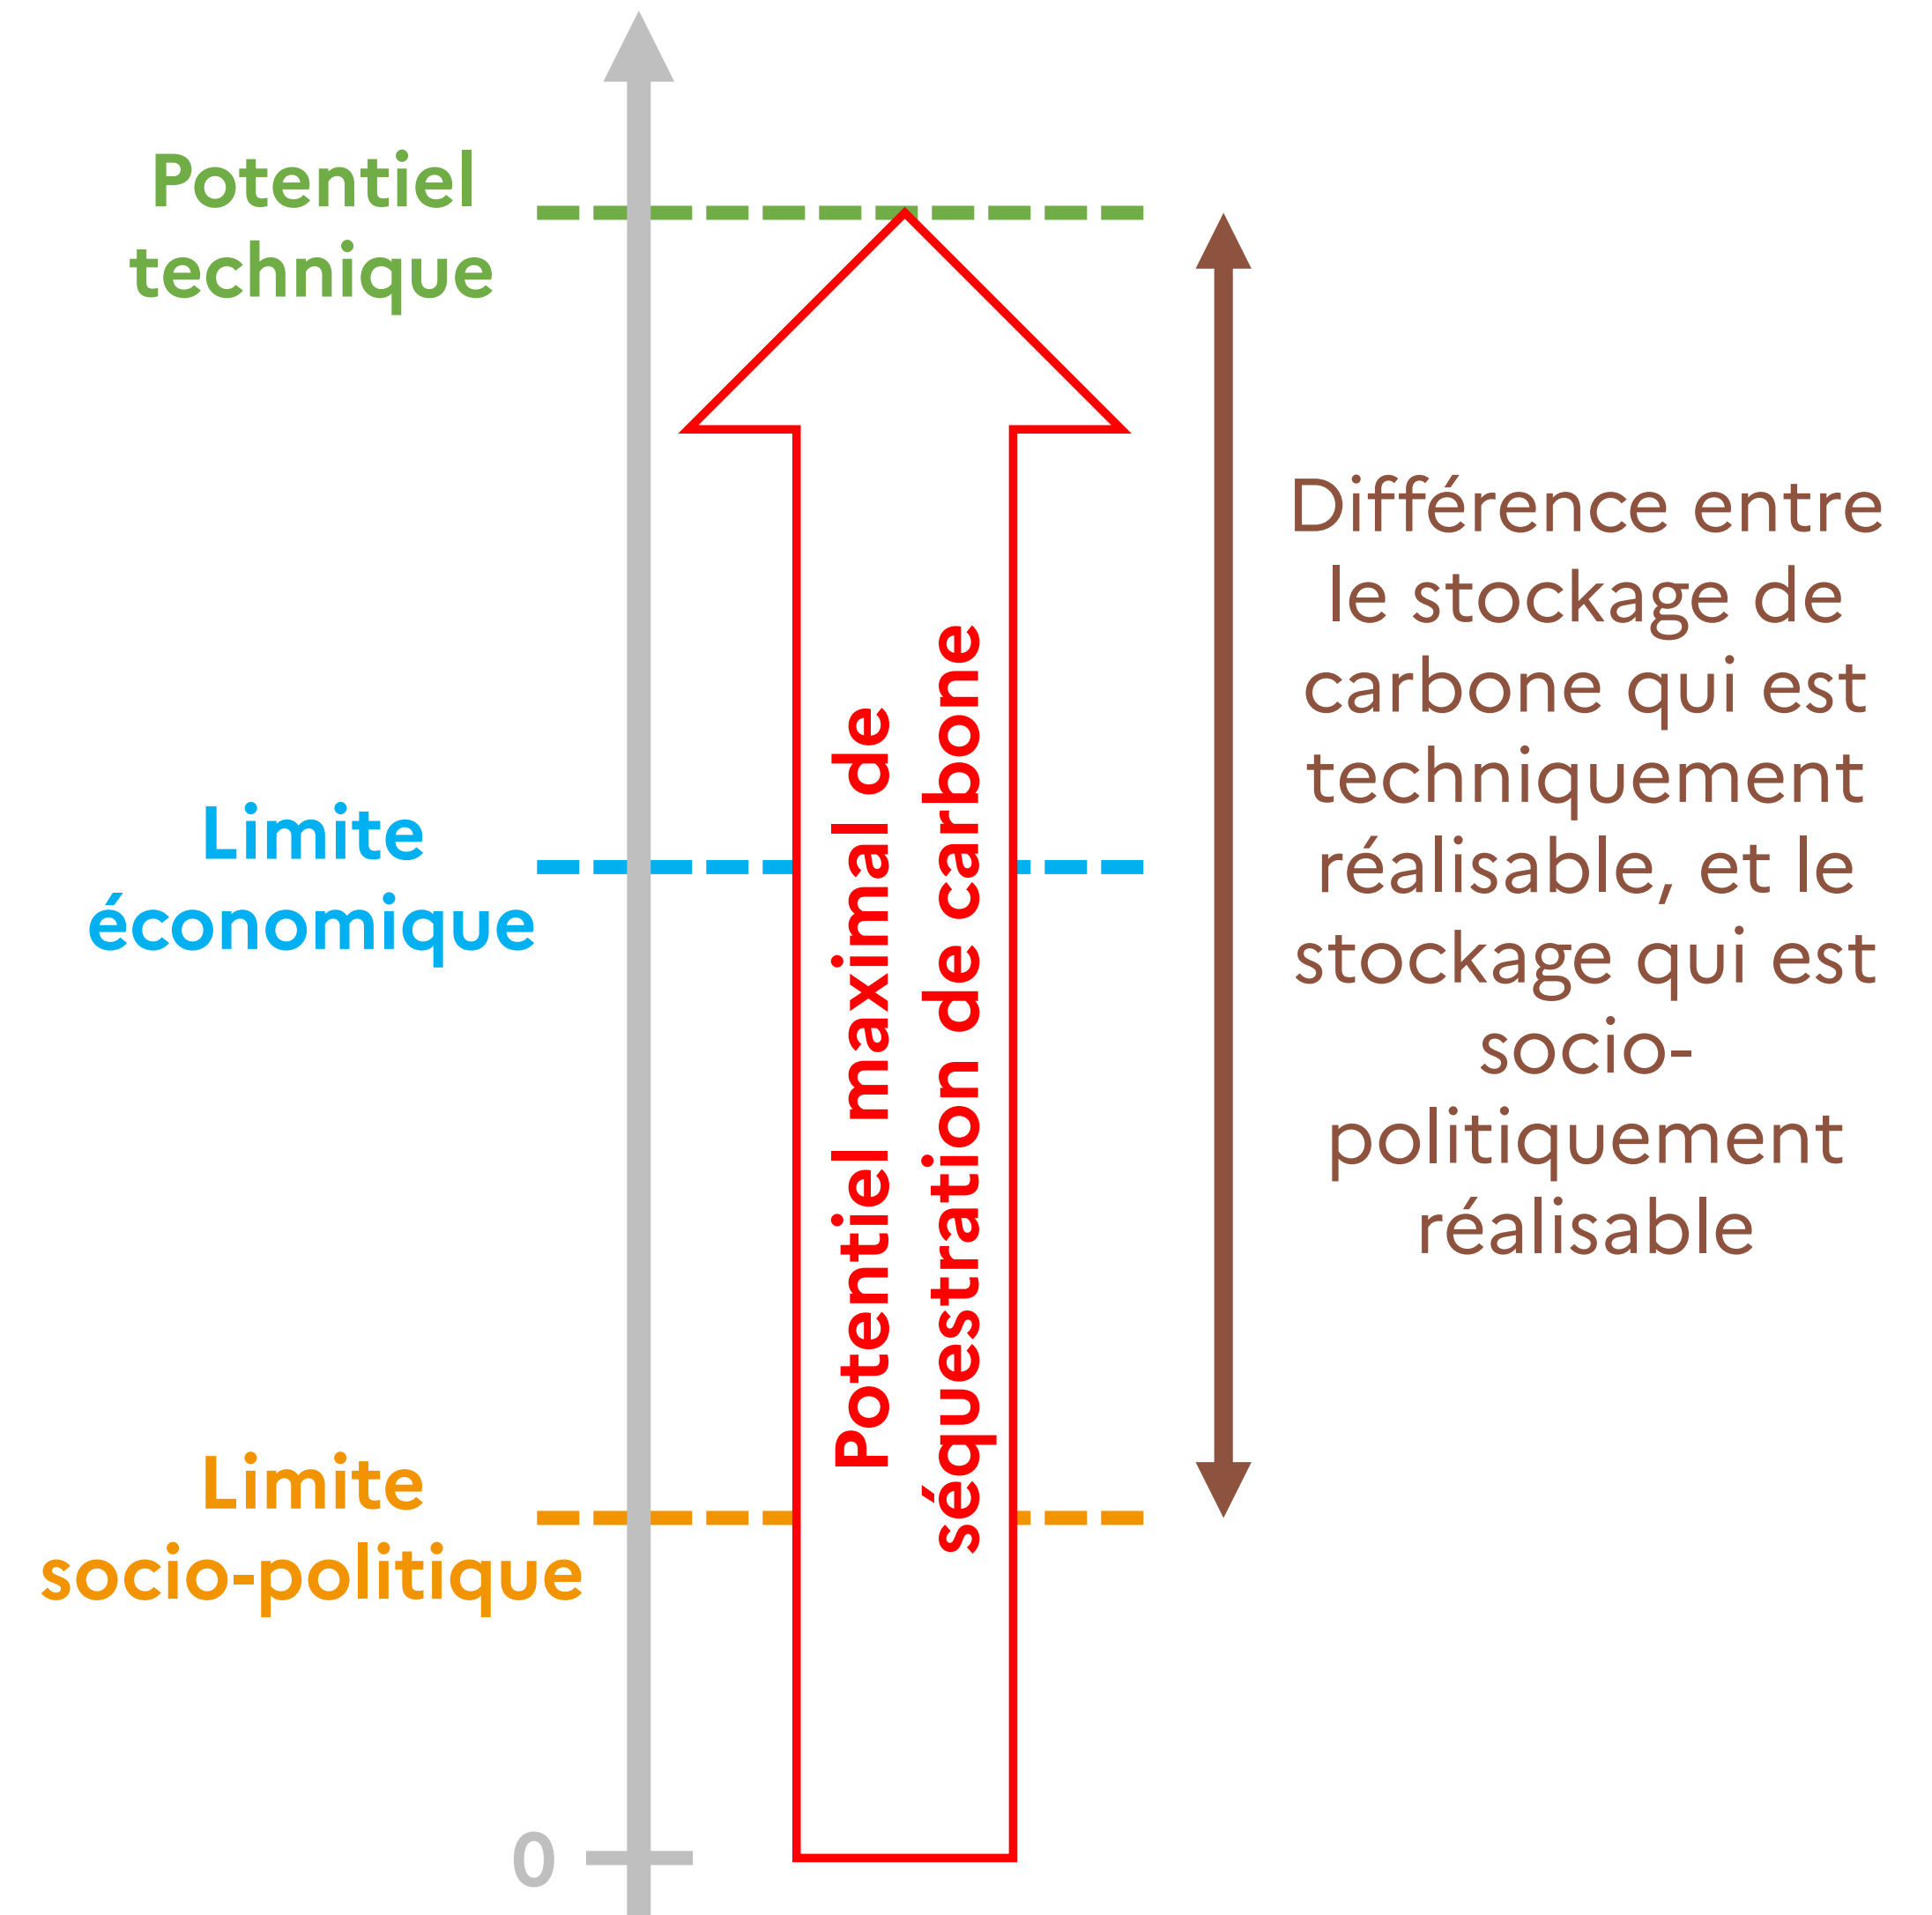 Potentiel
technique
Limite
économique
Limite
socio-politique
0
Potentiel maximal de
séquestration de carbone
Différence entre
le stockage de
carbone qui est
techniquement
réalisable, et le
stockage qui est
socio-
politiquement
réalisable